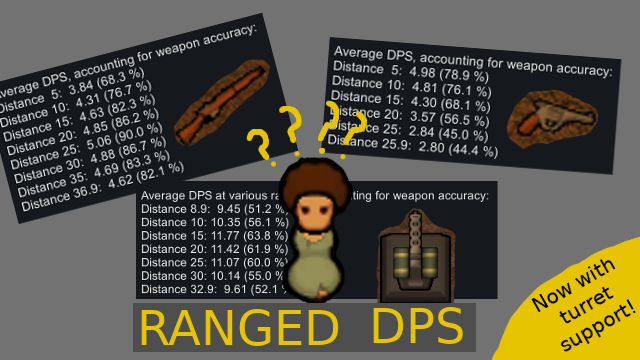 Average DPS, accounting for weapon accuracy:
Distance 5: 3.84 (68.3 %)
Distance 10: 4.31 (76.7 %)
Distance 15: 4.63 (82.3 %)
Distance 20: 4.85 (86.2 %)
Distance 25: 5.06 (90.0 %)
Distance 30: 4.88 (86.7 %)
Distance 35: 4.69 (83.3 %)
Distance 36.9: 4.62 (82.1 %)
Average DPS, accounting for weapon accuracy:
Distance 5: 4.98 (78.9 %)
Distance 10: 4.81 (76.1 %)
Distance 15: 4.30 (68.1 %)
Distance 20: 3.57 (56.5 %)
Distance 25: 2.84 (45.0 %)
Distance 25.9: 2.80 (44.4 %)
? ? ? ?
Average DPS at various ra ting for weapon accuracy:
Distance 8.9: 9.45 (51.2 %
Distance 10: 10.35 (56.1 %
Distance 15: 11.77 (63.8 %)
Distance 20: 11.42 (61.9 %)
Distance 25: 11.07 (60.0 %)
Distance 30: 10.14 (55.0 %
Distance 32.9: 9.61 (52.1 %
RANGED DPS
Now with
turret
support!